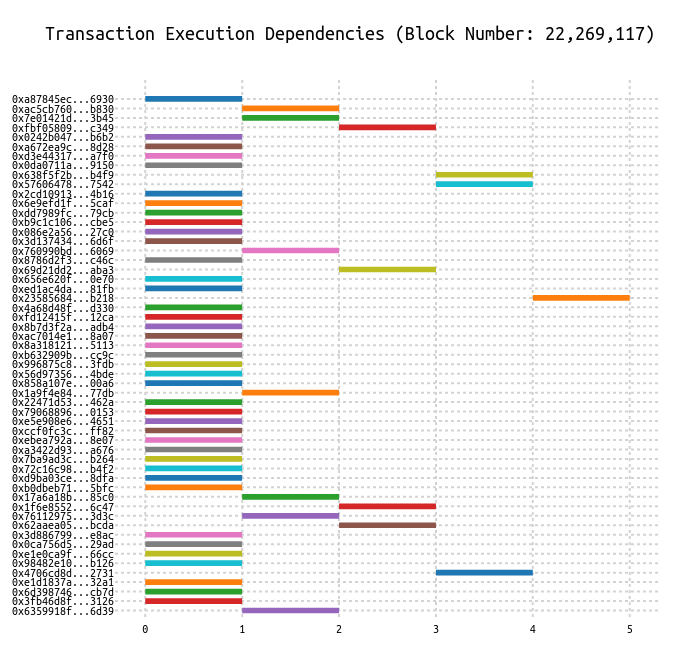 Transaction Execution Dependencies (Block Number: 22,269,117)
0xa87845ec...6930
0xac5cb760...b830
0x7e01421d...3b45
0xfbf05809...c349
0x0242b047...b6b2
0xa672ea9c...8d28
0xd3e44317...a7f0
0x0da0711a...9150
0x638f5f2b...b4f9
0x57606478...7542
0x2cd10913...4b16
0x6e9efd1f...5caf
0xdd7989fc...79cb
0xb9c1c106...cbe5
0x086e2a56...27c0
0x3d137434...6d6f
0x760990bd...6069
0x8786d2f3...c46c
0x69d21dd2...aba3
0x656e620f...0e70
0xed1ac4da...81fb
0x23585684...b218
0x4a68d48f...d330
0xfd12415f...12ca
0x8b7d3f2a...adb4
0xac7014e1...8a07
0x8a318121...5113
0xb632909b...cc9c
0x996875c8...3fdb
0x56d97356...4bde
0x858a107e...00a6
0x1a9f4e84...77db
0x22471d53...462a
0x79068896...0153
0xe5e908e6...4651
0xccf0fc3c...ff82
0xebea792a...8e07
0xa3422d93...a676
0x7ba9ad3c...b264
0x72c16c98...b4f2
0xd9ba03ce...8dfa
0xb0dbeb71...5bfc
0x17a6a18b...85c0
0x1f6e8552...6c47
0x76112975...3d3c
0x62aaea05...bcda
0x3d886799...e8ac
0x0ca756d5...29ad
0xe1e0ca9f...66cc
0x98482e10...b126
0x4706cd8d...2731
0xe1d1837a...32a1
0x6d398746...cb7d
0x3fb46d8f...3126
0x6359918f...6d39
0 1 2 3 4 5